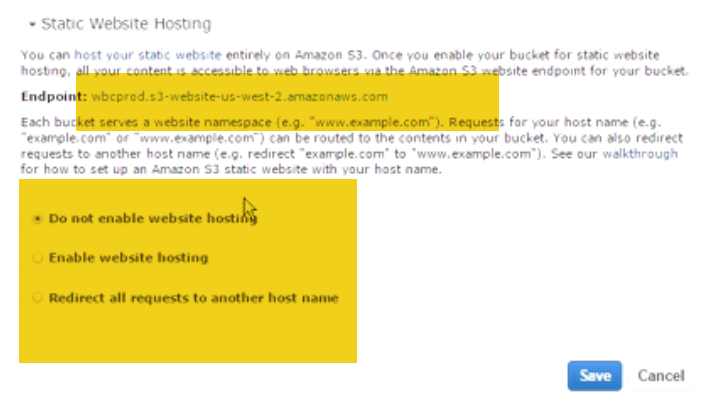 Static Website Hosting
You can host your static website entirely on Amazon S3. Once you enable your bucket for static website
hosting, all your content is accessible to web browsers via the Amazon S3 website endpoint for your bucket.
Endpoint: wbcprod.s3-website-us-west-2.amazonaws.com
Each bucket serves a website namespace (e.g. "www.example.com"). Requests for your host name (e.g.
"example.com" or "www.example.com") can be routed to the contents in your bucket. You can also redirect
requests to another host name (e.g. redirect "example.com" to "www.example.com"). See our walkthrough
for how to set up an Amazon S3 static website with your host name.
Do not enable website hosting
Enable website hosting
Redirect all requests to another host name
Save Cancel